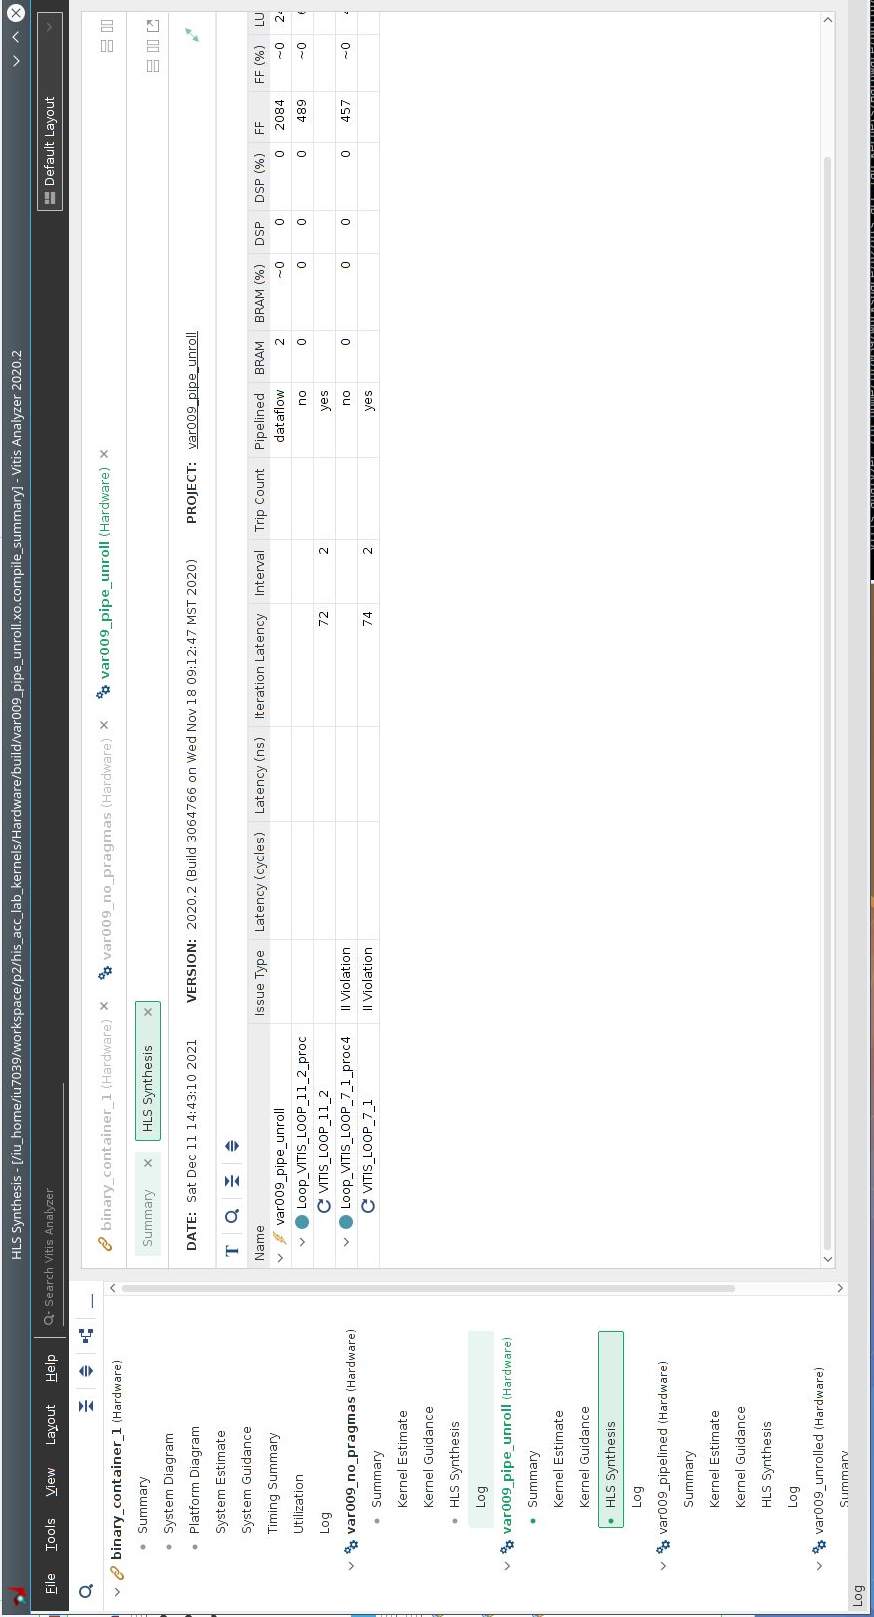 HLS Synthesis - [/iu_home/iu7039/workspace/p2/his_acc_lab_kernels/Hardware/build/var009_pipe_unroll.xo.compile_summary] - Vitis Analyzer 2020.2
File Tools View Layout Help Search Vitis Analyzer Default Layout
binary_container_1 (Hardware)
Summary
System Diagram
Platform Diagram
System Estimate
System Guidance
Timing Summary
Utilization
Log
var009_no_pragmas (Hardware)
Summary
Kernel Estimate
Kernel Guidance
HLS Synthesis
Log
var009_pipe_unroll (Hardware)
Summary
Kernel Estimate
Kernel Guidance
HLS Synthesis
Log
var009_pipelined (Hardware)
Summary
Kernel Estimate
Kernel Guidance
HLS Synthesis
Log
var009_unrolled (Hardware)
Summary
binary_container_1 (Hardware) × var009_no_pragmas (Hardware) × var009_pipe_unroll (Hardware) ×
Summary × HLS Synthesis ×
DATE: Sat Dec 11 14:43:10 2021 VERSION: 2020.2 (Build 3064766 on Wed Nov 18 09:12:47 MST 2020) PROJECT: var009_pipe_unroll
T
Name Issue Type Latency (cycles) Latency (ns) Iteration Latency Interval Trip Count Pipelined BRAM BRAM (%) DSP DSP (%) FF FF (%) LU
var009_pipe_unroll dataflow 2 ~0 0 0 2084 ~0 24
Loop_VITIS_LOOP_11_2_proc no 0 0 0 0 489 ~0
VITIS_LOOP_11_2 72 2 yes
Loop_VITIS_LOOP_7_1_proc4 II Violation no 0 0 0 0 457 ~0
VITIS_LOOP_7_1 II Violation 74 2 yes
Log